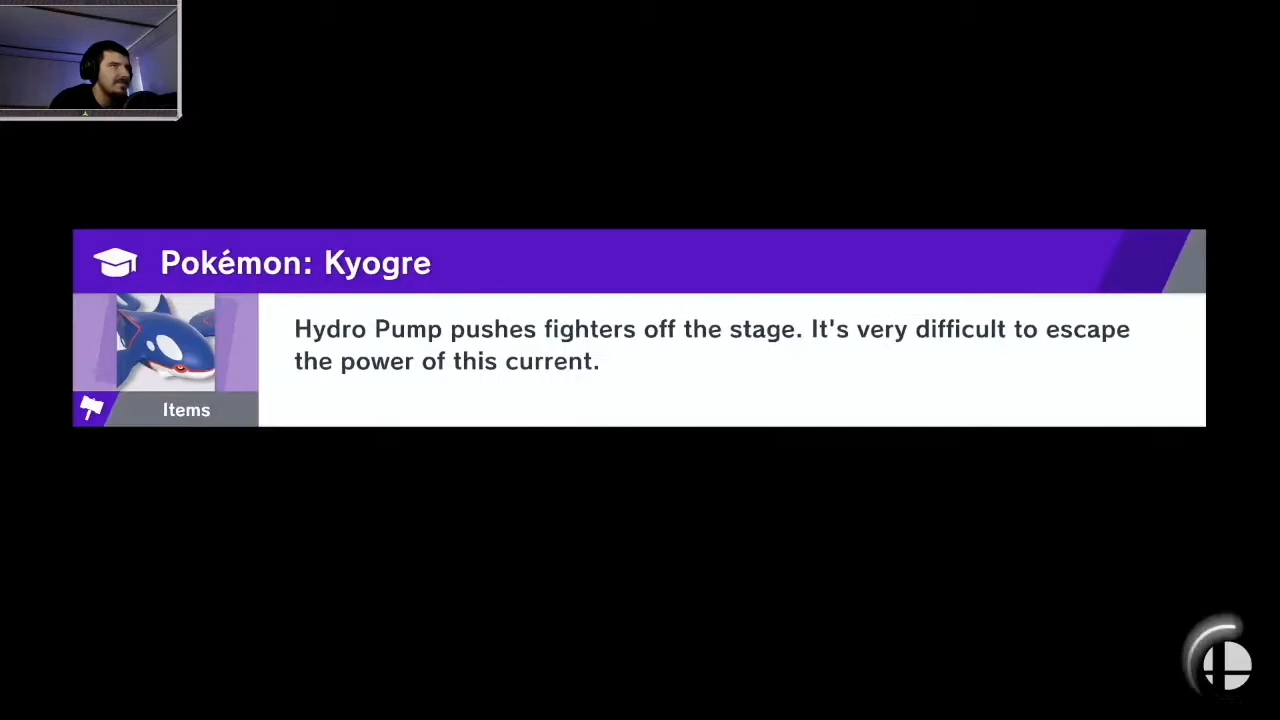 Pokémon: Kyogre
Hydro Pump pushes fighters off the stage. It's very difficult to escape
the power of this current.
Items